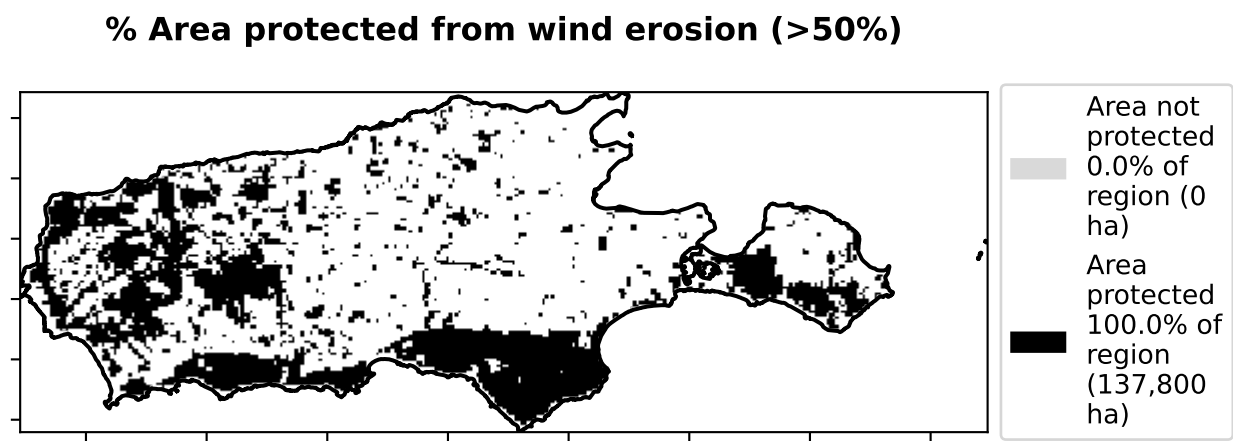 % Area protected from wind erosion (>50%)
Area not
protected
0.0% of
region (0
ha)
Area
protected
100.0% of
region
(137,800
ha)